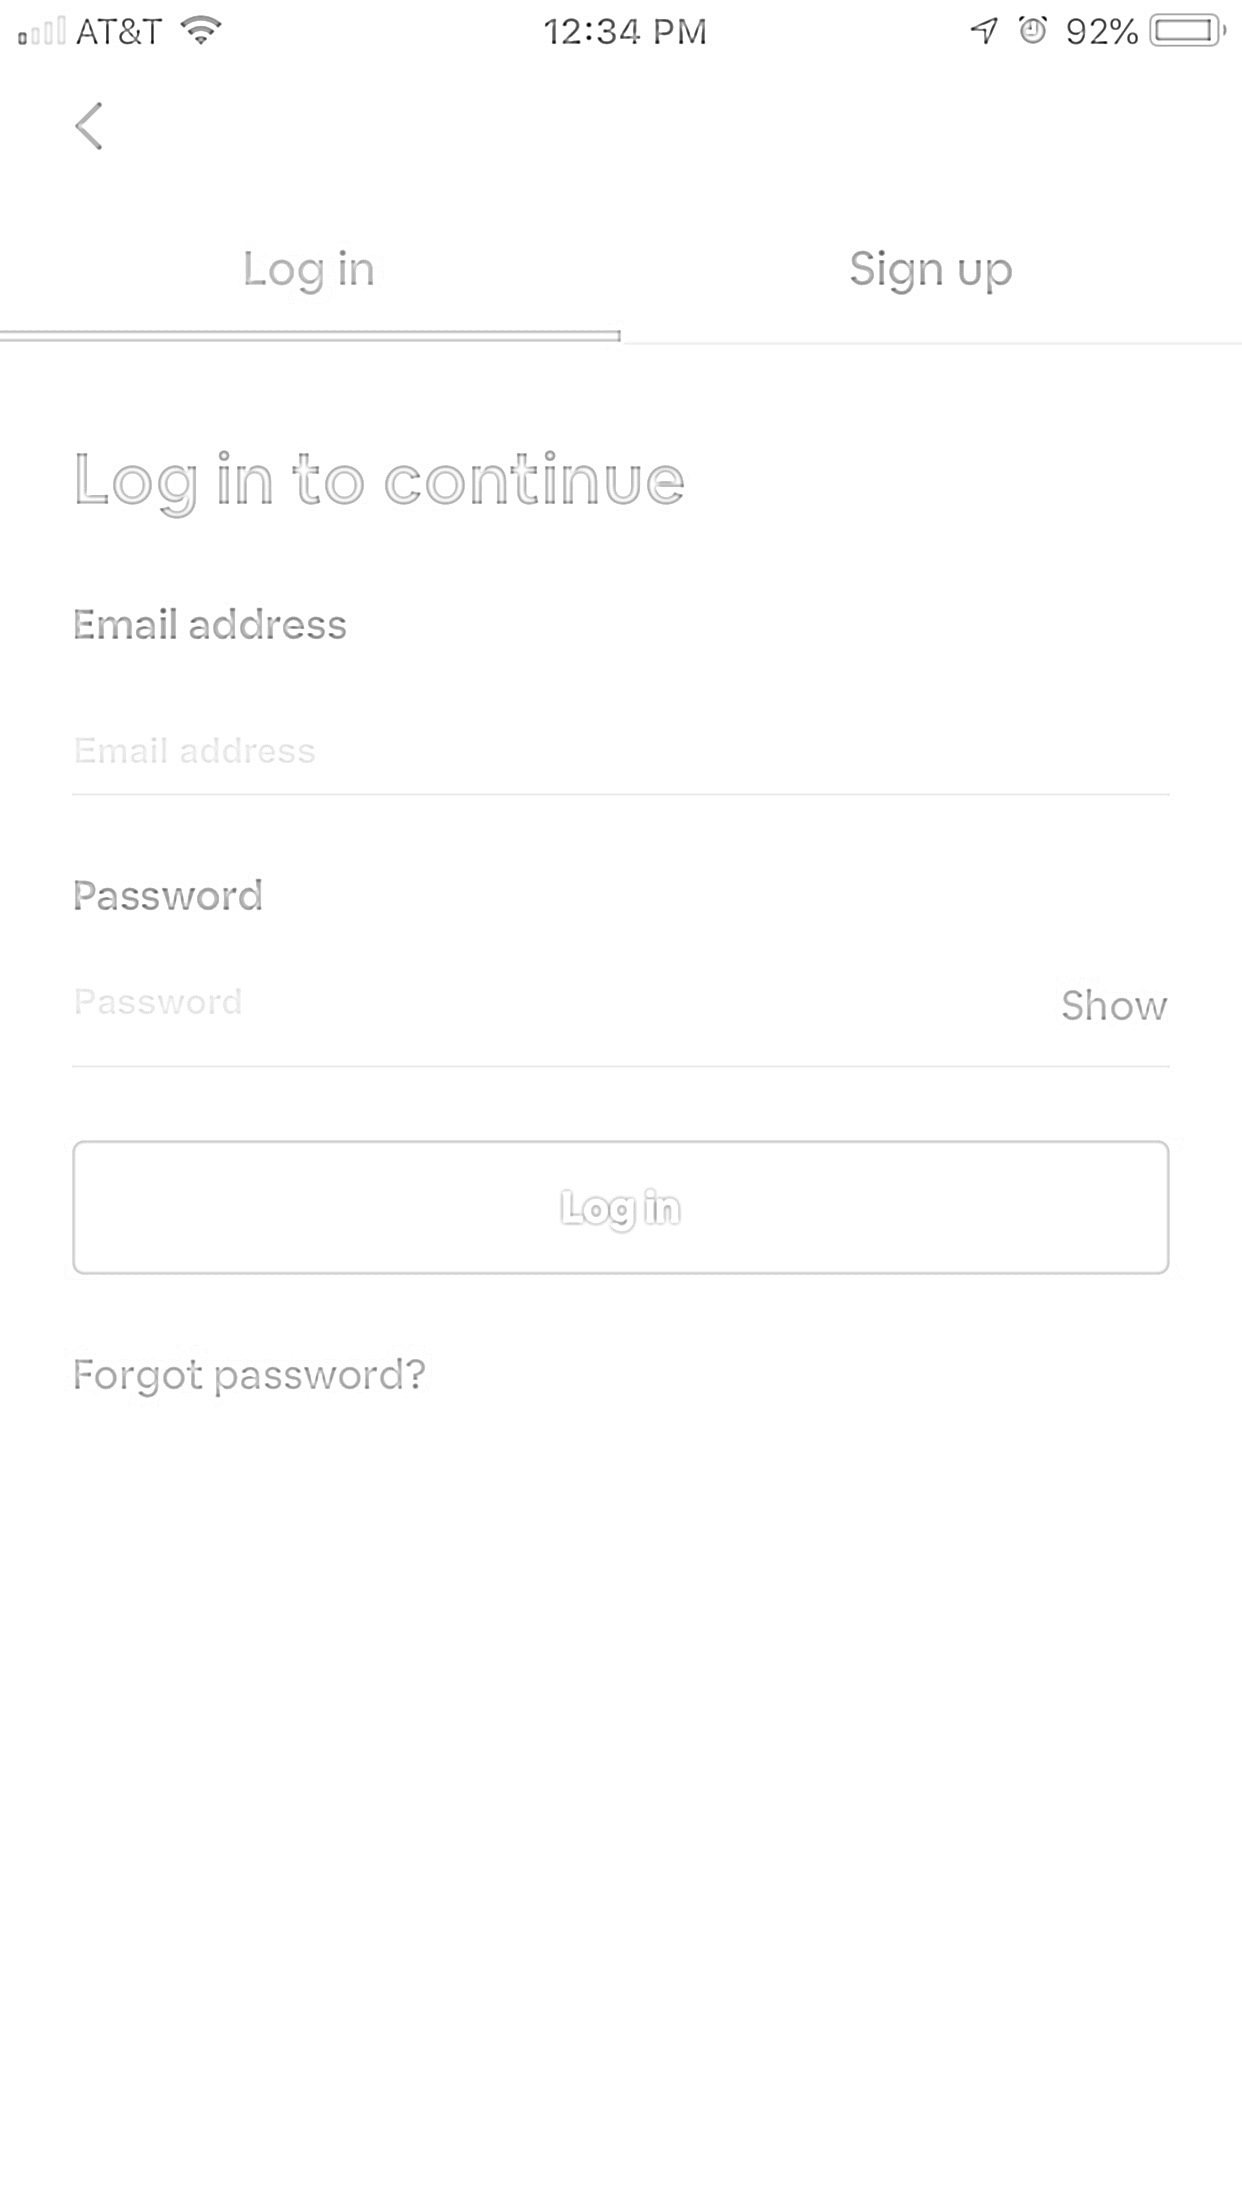 AT&T 12:34 PM 92%
Log in Sign up
Log in to continue
Email address
Email address
Password
Password Show
Log in
Forgot password?